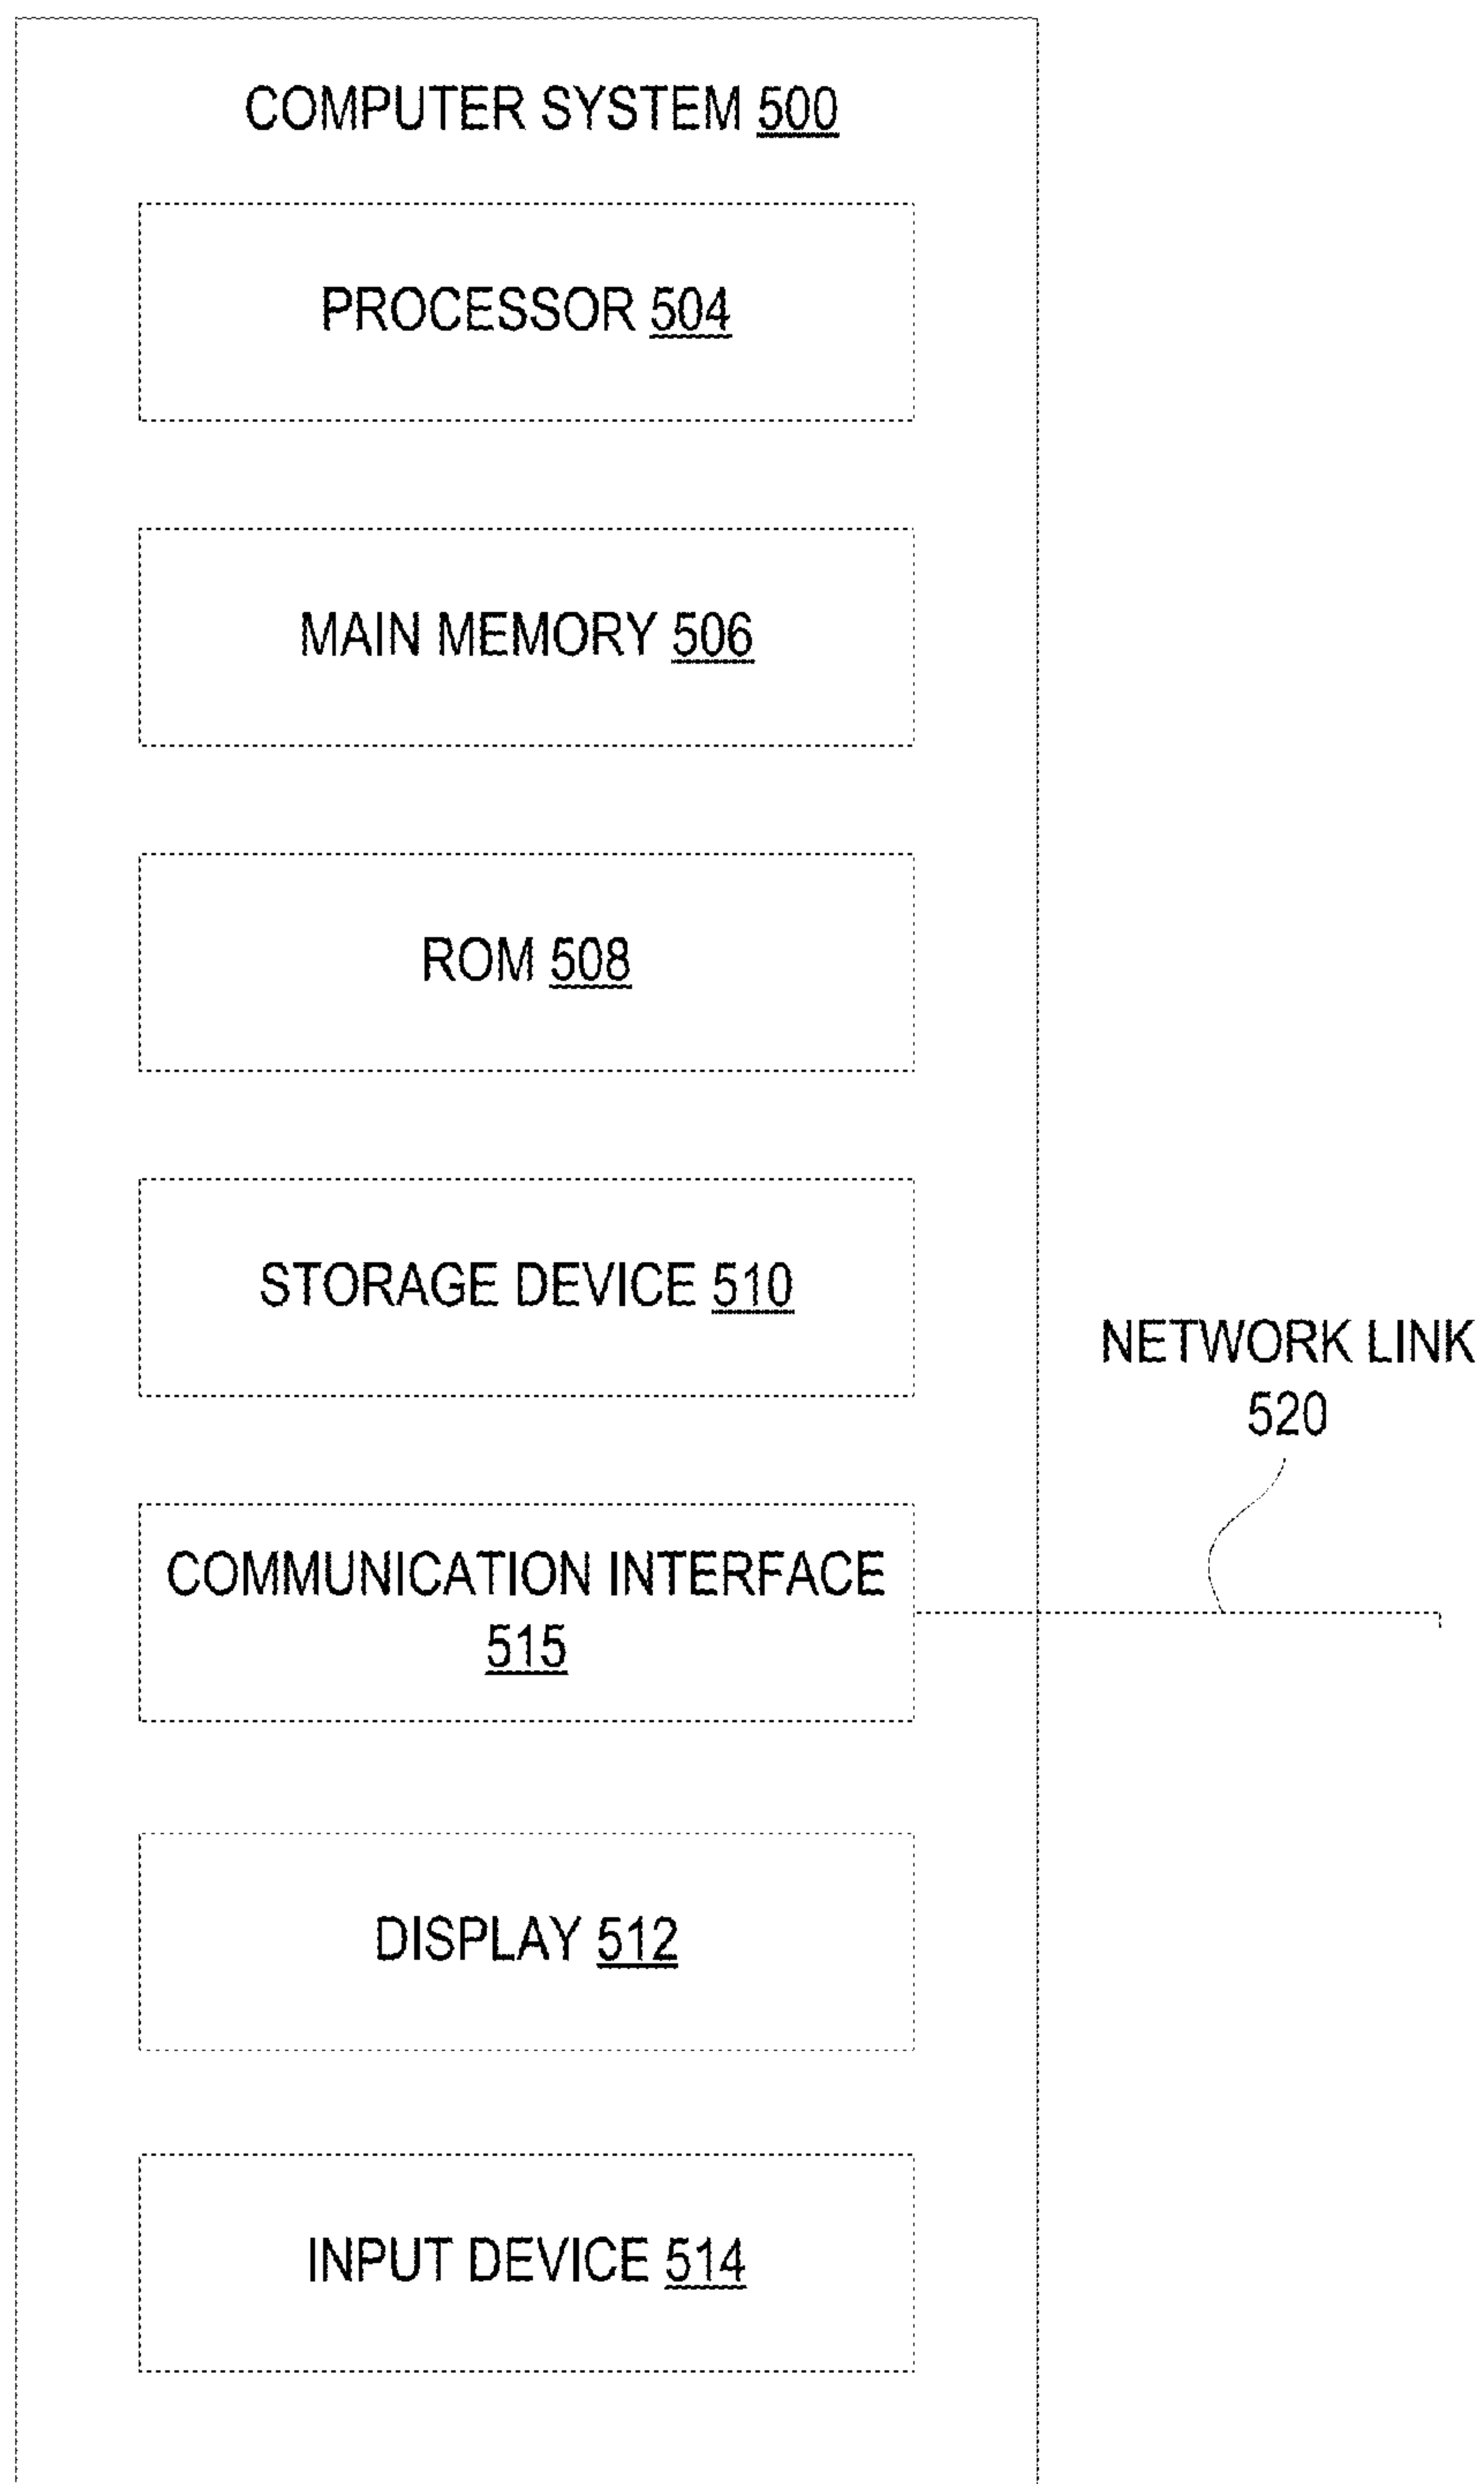 COMPUTER SYSTEM 500
PROCESSOR 504
MAIN MEMORY 506
ROM 508
STORAGE DEVICE 510
NETWORK LINK
520
COMMUNICATION INTERFACE
515
DISPLAY 512
INPUT DEVICE 514